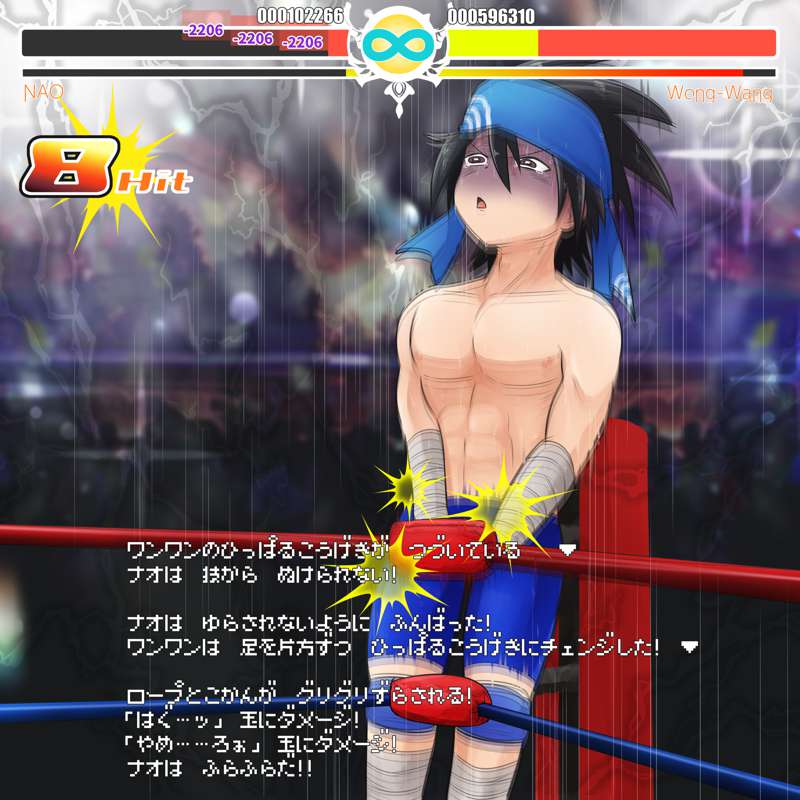 000102266
000596310
-2206
-2206
-2206
NAO
Wong-Wang
8 Hit
ワンワンのひっぱるこうげきが つづいている
ナオは 技から ぬけられない!
ナオは ゆらされないように ふんばった!
ワンワンは 足を片方ずつ ひっぱるこうげきにチェンジした!
ロープとこかんが グリグリずらされる!
「はぐ…ッ」 玉にダメージ!
「やめ……ろぉ」 玉にダメージ!
ナオは ふらふらだ!!